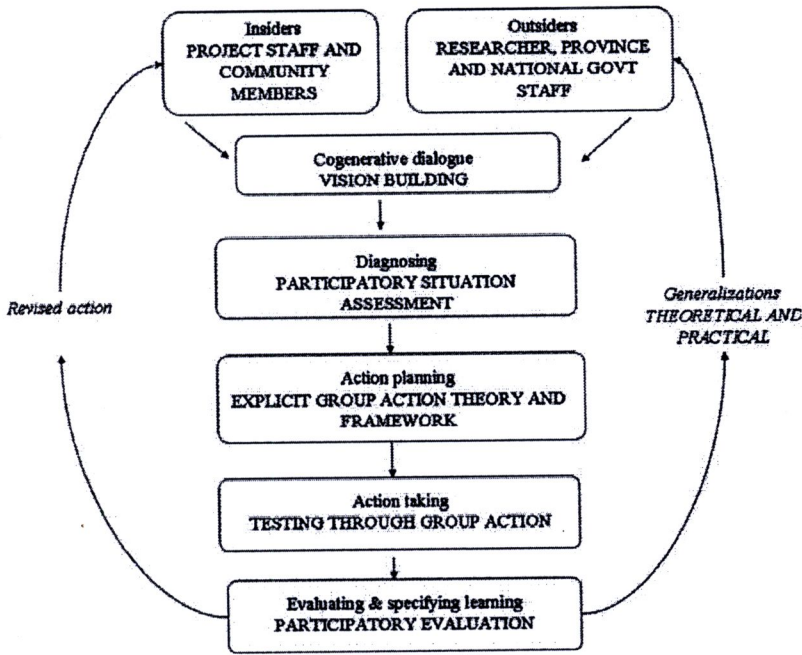 Insiders
PROJECT STAFF AND
COMMUNITY
MEMBERS
Outsiders
RESEARCHER, PROVINCE
AND NATIONAL GOVT
STAFF
Cogenerative dialogue
VISION BUILDING
Diagnosing
PARTICIPATORY SITUATION
ASSESSMENT
Revised action
Generalizations
THEORETICAL AND
PRACTICAL
Action planning
EXPLICIT GROUP ACTION THEORY AND
FRAMEWORK
Action taking
TESTING THROUGH GROUP ACTION
Evaluating & specifying learning
PARTICIPATORY EVALUATION